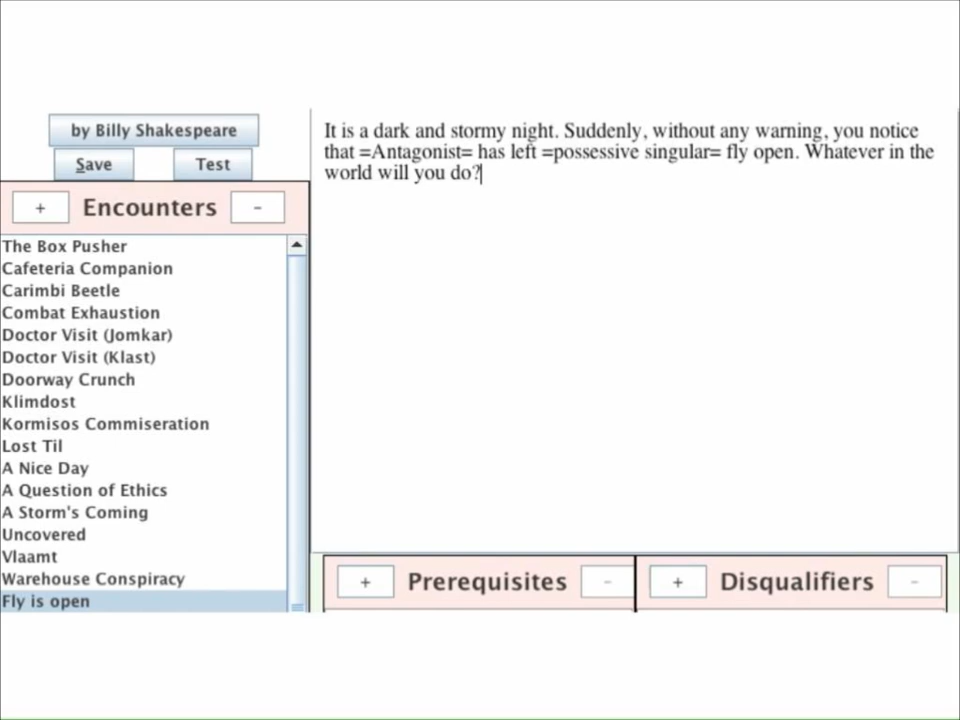 by Billy Shakespeare
Save
Test
+
Encounters
-
The Box Pusher
Cafeteria Companion
Carimbi Beetle
Combat Exhaustion
Doctor Visit (Jomkar)
Doctor Visit (Klast)
Doorway Crunch
Klimdost
Kormisos Commiseration
Lost Til
A Nice Day
A Question of Ethics
A Storm's Coming
Uncovered
Vlaamt
Warehouse Conspiracy
Fly is open
It is a dark and stormy night. Suddenly, without any warning, you notice
that =Antagonist= has left =possessive singular= fly open. Whatever in the
world will you do?
+
Prerequisites
-
+
Disqualifiers
-